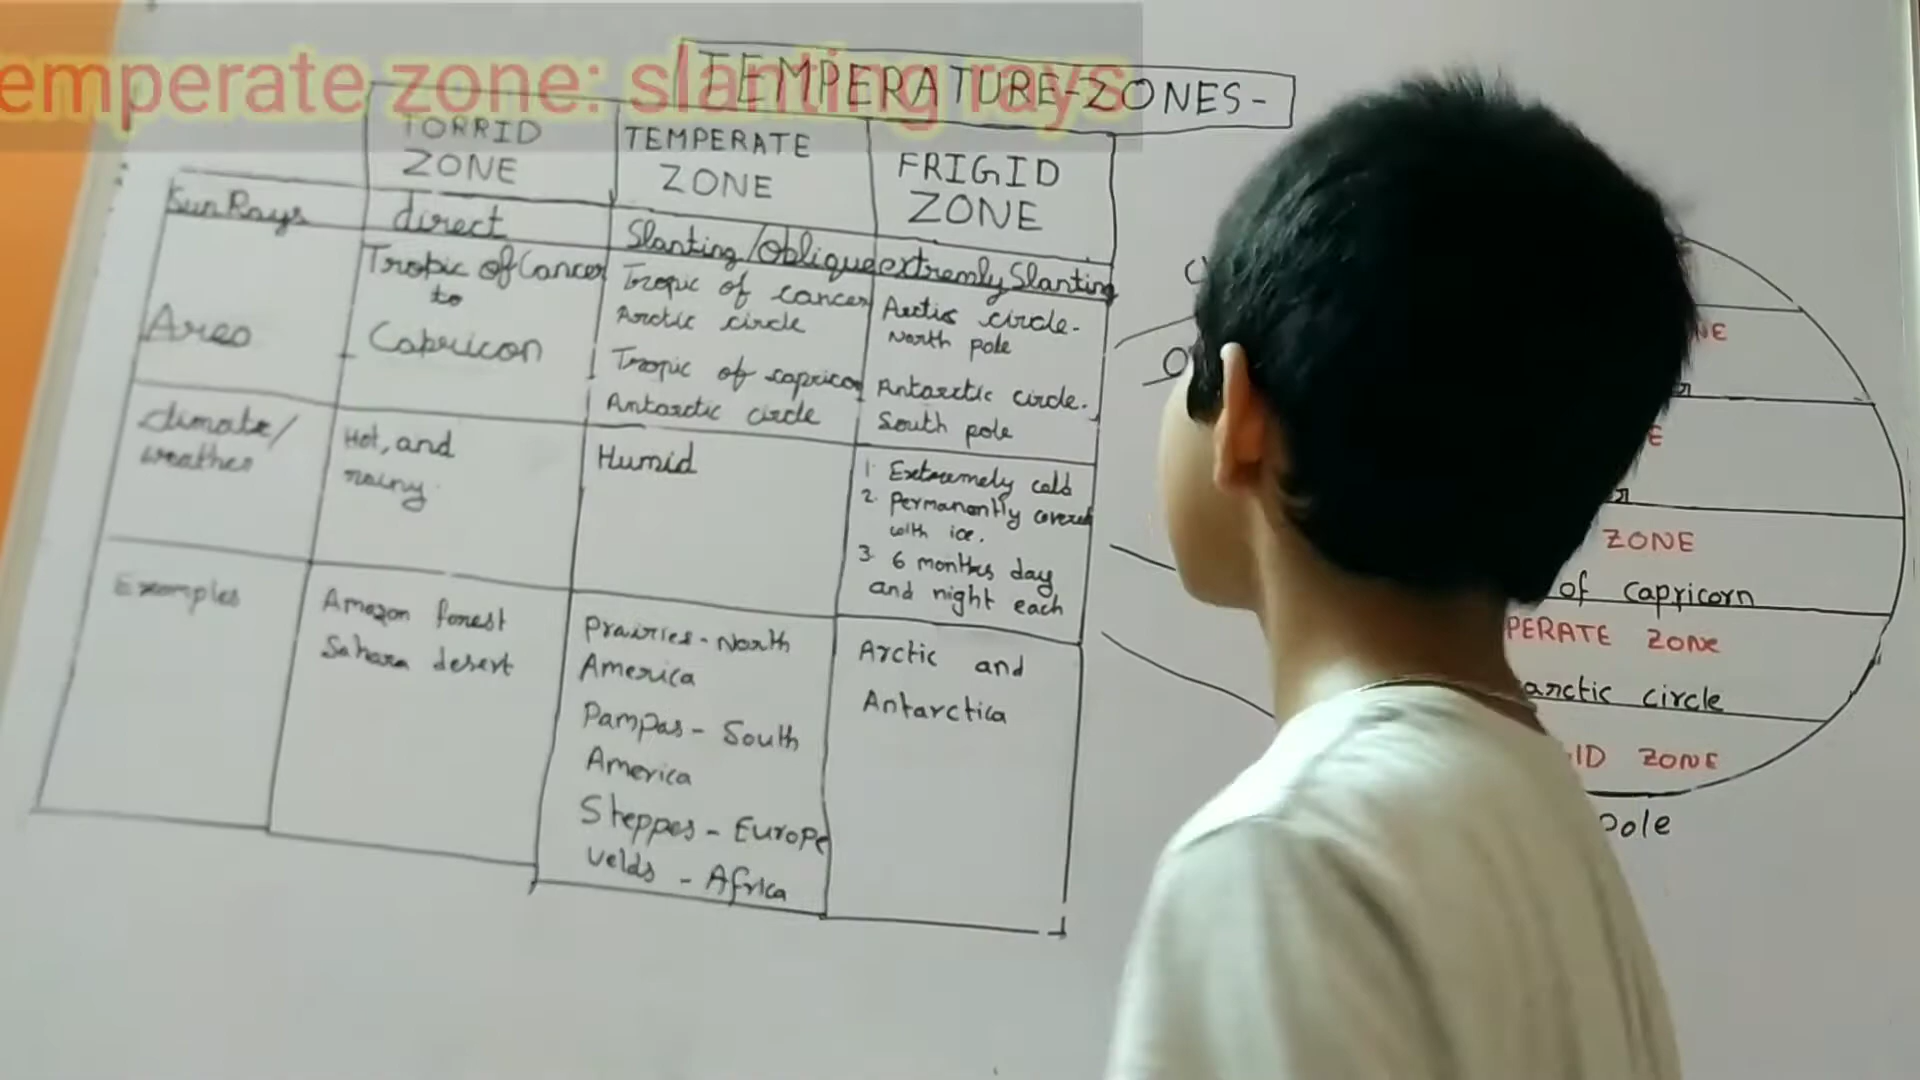 emperate zone: slanting rays
TEMPERATURE-ZONES-
TORRID
ZONE
TEMPERATE
ZONE
FRIGID
ZONE
Sun Rays
direct
Slanting/Oblique
extremly Slanting
Area
Tropic of Cancer
to
Capricon
Tropic of cancer
Arctic circle
Tropic of capricon
Antarctic circle
Arctic circle-
North pole
Antarctic circle-
South pole
climate/
weather
Hot, and
rainy.
Humid
1. Extremely cold
2. permanantly covered
with ice.
3. 6 months day
and night each
Examples
Amazon forest
Sahara desert
prairies-North
America
Pampas- South
America
Steppes-Europe
Velds -Africa
Arctic and
Antarctica
NE
E
ZONE
of capricorn
PERATE ZONE
arctic circle
ID ZONE
pole